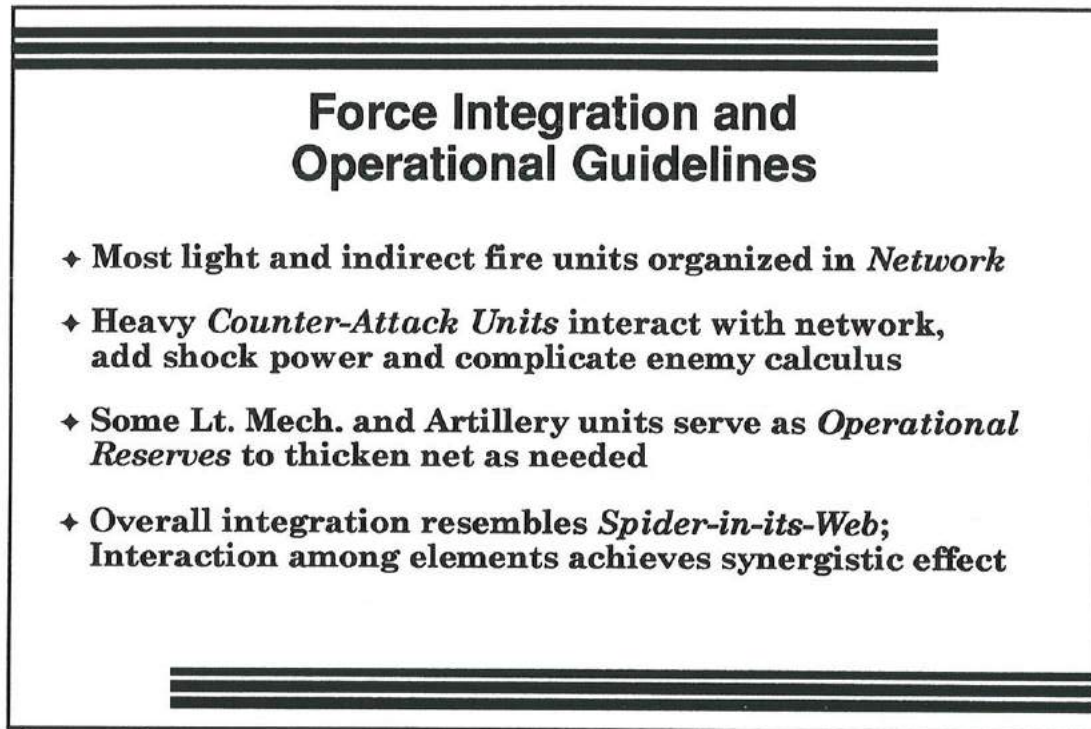 Force Integration and
Operational Guidelines
Most light and indirect fire units organized in Network
Heavy Counter-Attack Units interact with network,
add shock power and complicate enemy calculus
Some Lt. Mech. and Artillery units serve as Operational
Reserves to thicken net as needed
Overall integration resembles Spider-in-its-Web;
Interaction among elements achieves synergistic effect